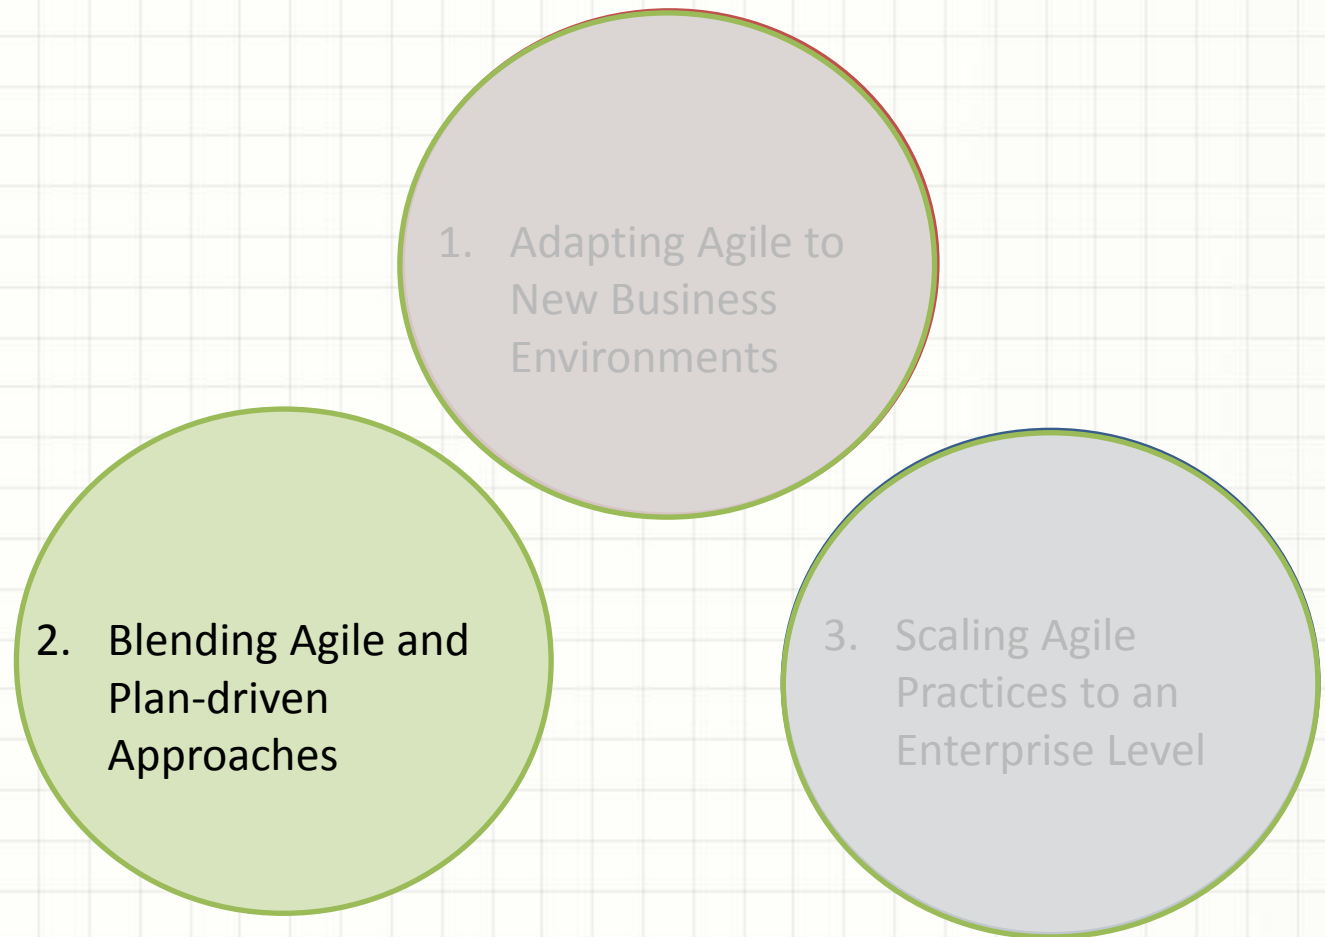 1. Adapting Agile to
New Business
Environments
2. Blending Agile and
Plan-driven
Approaches
3. Scaling Agile
Practices to an
Enterprise Level